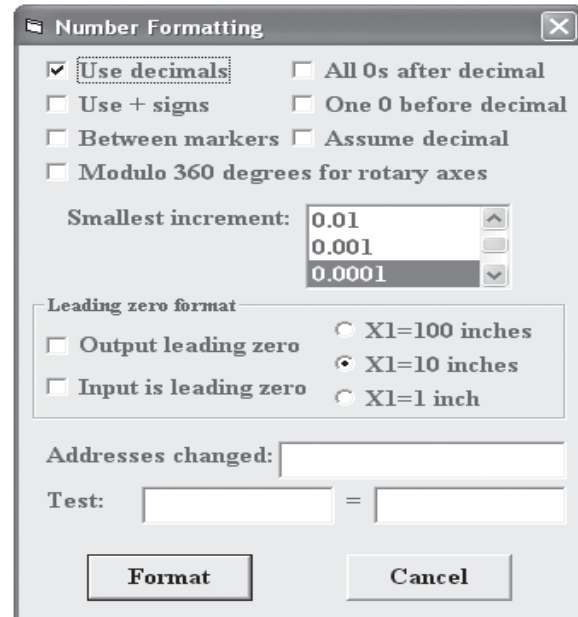 Number Formatting
Use decimals
All 0s after decimal
Use + signs
One 0 before decimal
Between markers
Assume decimal
Modulo 360 degrees for rotary axes
Smallest increment:
0.01
0.001
0.0001
Leading zero format
Output leading zero
Input is leading zero
X1=100 inches
X1=10 inches
X1=1 inch
Addresses changed:
Test: =
Format
Cancel